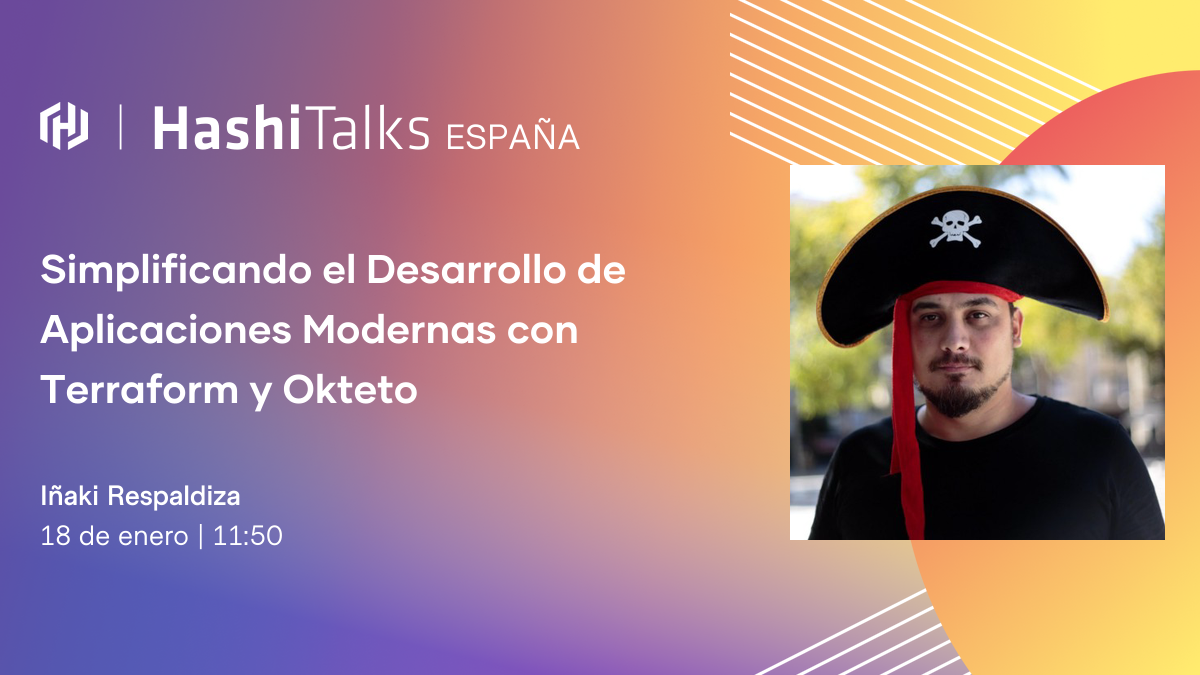 HashiTalks ESPAÑA
Simplificando el Desarrollo de
Aplicaciones Modernas con
Terraform y Okteto
Iñaki Respaldiza
18 de enero | 11:50